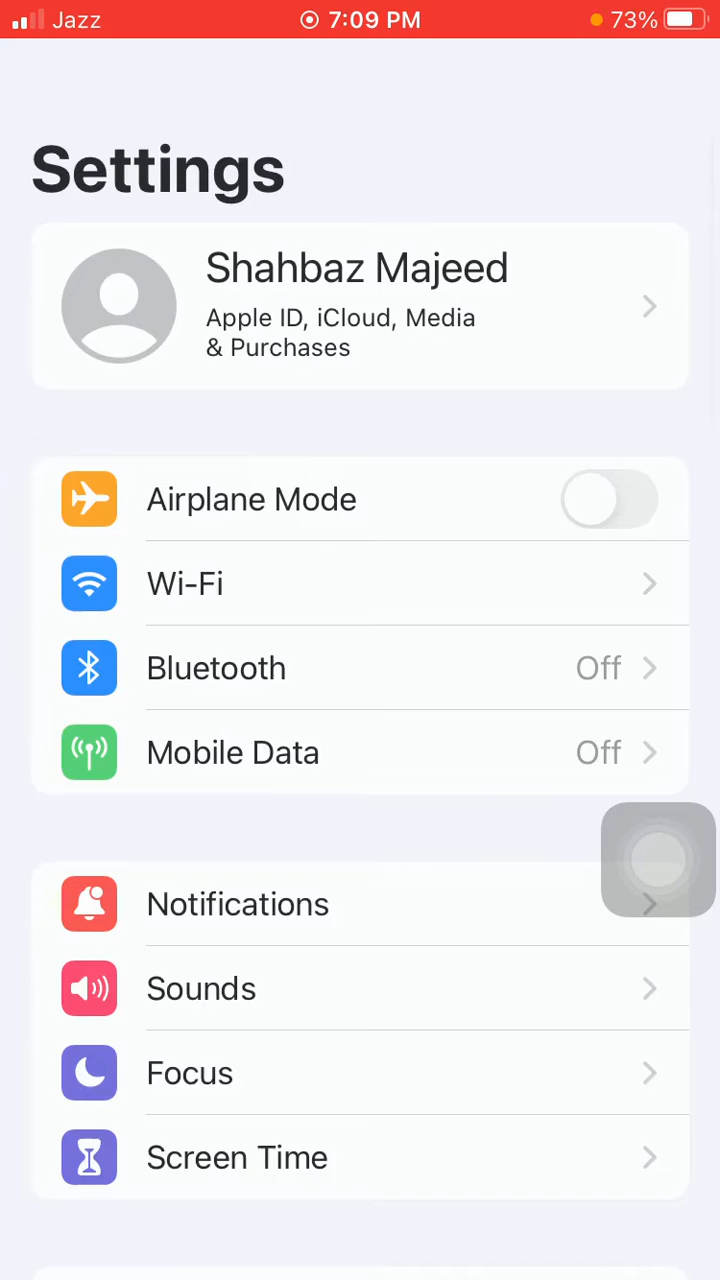 Jazz 7:09 PM 73%
Settings
Shahbaz Majeed
Apple ID, iCloud, Media
& Purchases
Airplane Mode
Wi-Fi
Bluetooth Off
Mobile Data Off
Notifications
Sounds
Focus
Screen Time